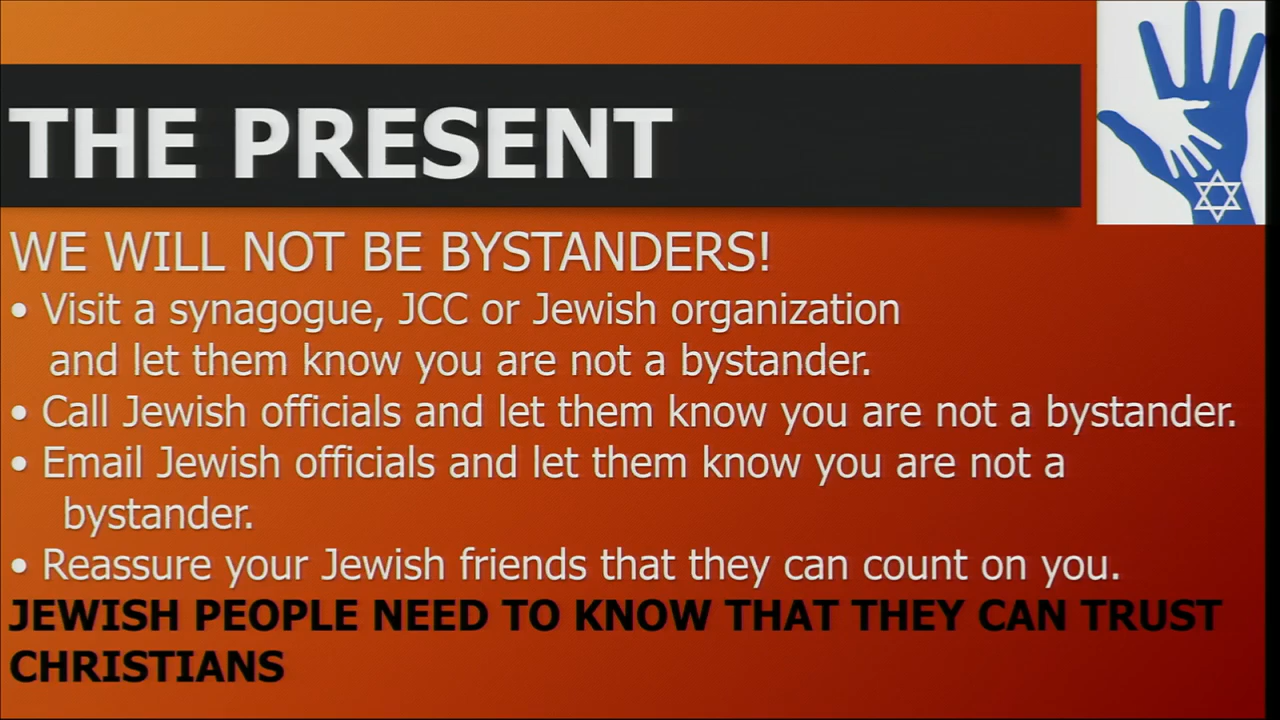 THE PRESENT
WE WILL NOT BE BYSTANDERS!
• Visit a synagogue, JCC or Jewish organization
and let them know you are not a bystander.
• Call Jewish officials and let them know you are not a bystander.
• Email Jewish officials and let them know you are not a
bystander.
• Reassure your Jewish friends that they can count on you.
JEWISH PEOPLE NEED TO KNOW THAT THEY CAN TRUST
CHRISTIANS